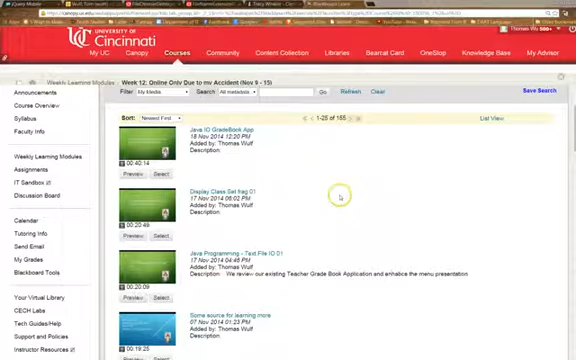 UNIVERSITY OF
Cincinnati
My UC Canopy Courses Community Content Collection Libraries Bearcat Card OneStop Knowledge Base My Advisor
Weekly Learning Modules Week 12: Online Only Due to my Accident (Nov 9 - 15)
Announcements
Course Overview
Syllabus
Faculty Info
Weekly Learning Modules
Assignments
IT Sandbox
Discussion Board
Calendar
Tutoring Info
Send Email
My Grades
Blackboard Tools
Your Virtual Library
CECH Labs
Tech Guides/Help
Support and Policies
Instructor Resources
Filter My Media Search All metadata Go Refresh Clear Save Search
Sort: Newest First 1-25 of 165 List View
Java IO GradeBook App
18 Nov 2014 12:20 PM
Added by: Thomas Wulf
Description:
00:40:14
Preview Select
Display Class Set flag 01
17 Nov 2014 06:02 PM
Added by: Thomas Wulf
Description:
00:20:49
Preview Select
Java Programming - Text File IO 01
17 Nov 2014 04:46 PM
Added by: Thomas Wulf
Description: We review our existing Teacher Grade Book Application and enhance the menu presentation
00:20:09
Preview Select
Some source for learning more
07 Nov 2014 01:23 PM
Added by: Thomas Wulf
Description:
00:19:25
Preview Select